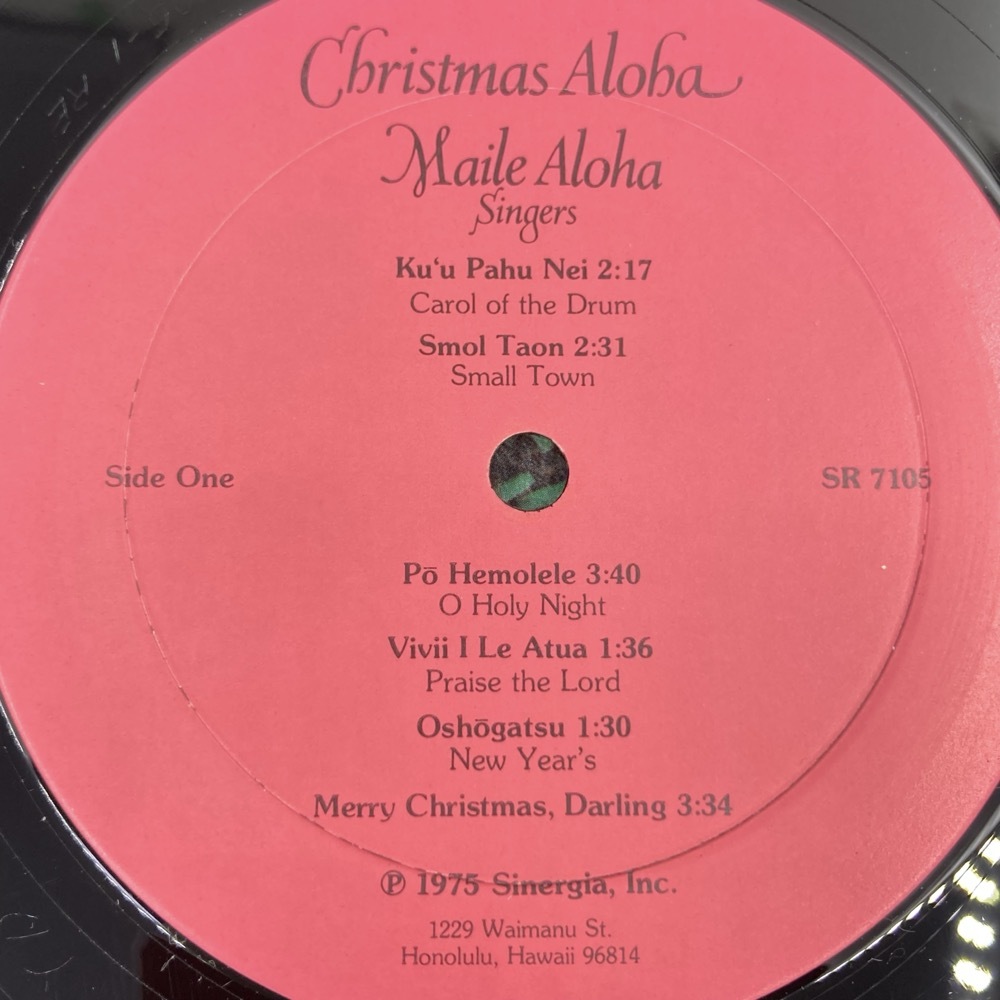 Christmas Aloha
Maile Aloha
Singers
Ku‘u Pahu Nei 2:17
Carol of the Drum
Smol Taon 2:31
Small Town
Side One
SR 7105
Pō Hemolele 3:40
O Holy Night
Vivii I Le Atua 1:36
Praise the Lord
Oshōgatsu 1:30
New Year’s
Merry Christmas, Darling 3:34
℗ 1975 Sinergia, Inc.
1229 Waimanu St.
Honolulu, Hawaii 96814